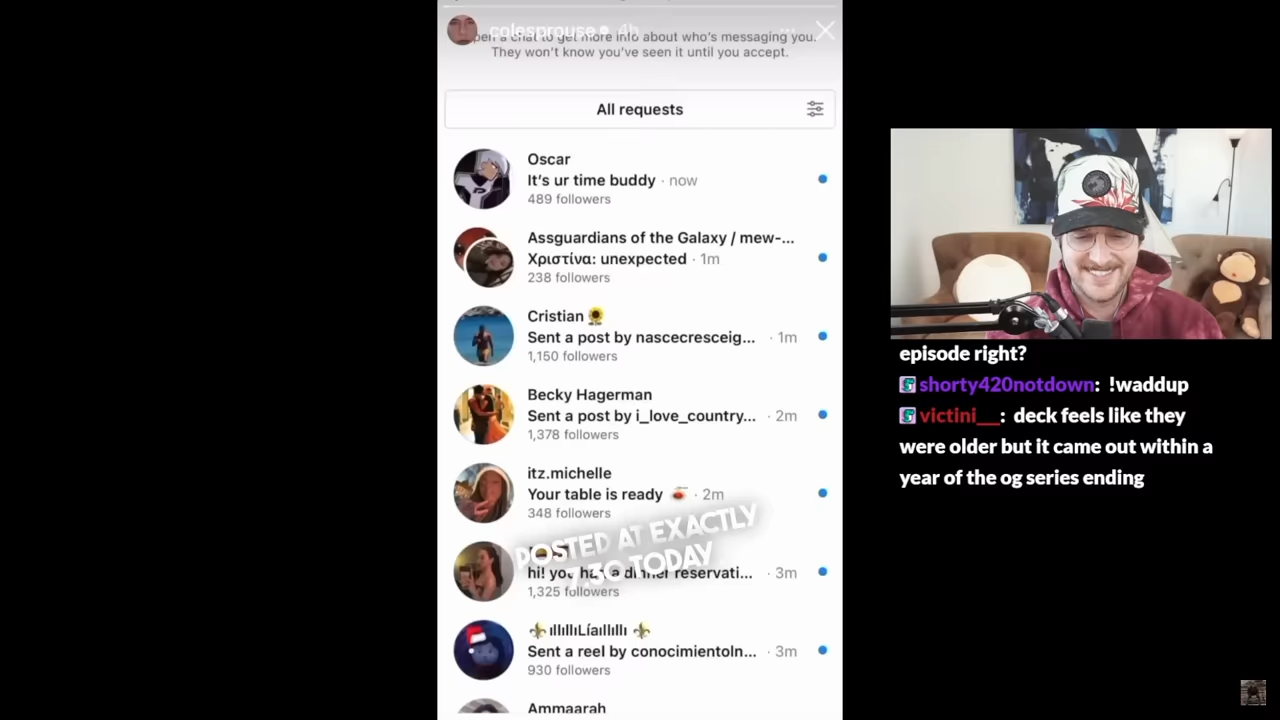 colesprouse 4h
pen a chat to get more info about who's messaging you.
They won't know you've seen it until you accept.
All requests
Oscar
It's ur time buddy · now
489 followers
Assguardians of the Galaxy / mew-...
Χριστίνα: unexpected · 1m
238 followers
Cristian 🌻
Sent a post by nascecresceig... · 1m
1,150 followers
Becky Hagerman
Sent a post by i_love_country... · 2m
1,378 followers
itz.michelle
Your table is ready 🍝 · 2m
348 followers
POSTED AT EXACTLY
7:30 TODAY
hi! you have a dinner reservati... · 3m
1,325 followers
⚜️ıllıllıLíaıllıllı ⚜️
Sent a reel by conocimientoIn... · 3m
930 followers
Ammaarah
episode right?
shorty420notdown: !waddup
victini__: deck feels like they
were older but it came out within a
year of the og series ending